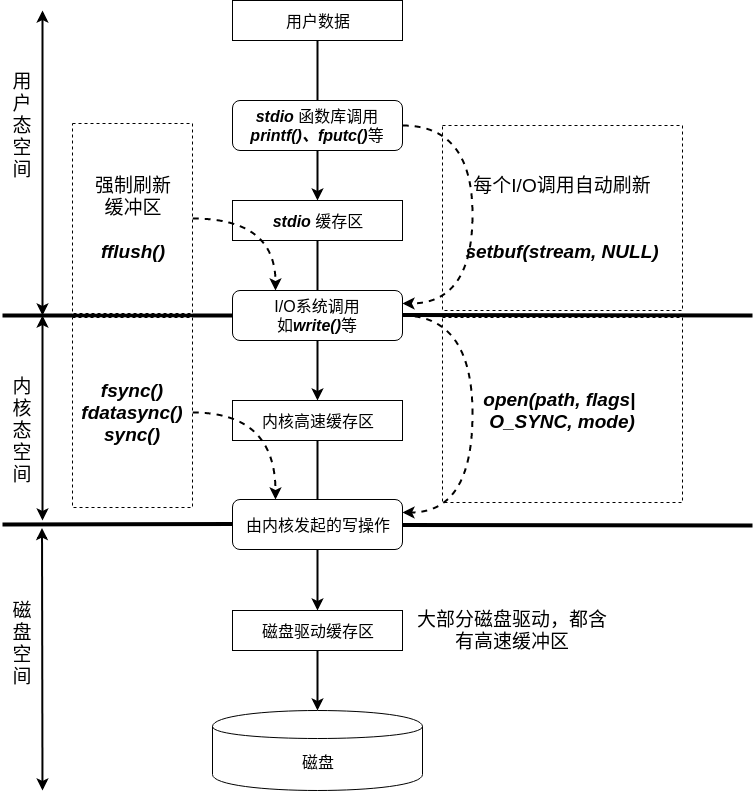 用户数据
用户态空间
stdio 函数库调用
printf()、fputc()等
强制刷新
缓冲区
fflush()
每个I/O调用自动刷新
setbuf(stream, NULL)
stdio 缓存区
I/O系统调用
如write()等
内核态空间
fsync()
fdatasync()
sync()
open(path, flags|
O_SYNC, mode)
内核高速缓存区
由内核发起的写操作
磁盘空间
磁盘驱动缓存区
大部分磁盘驱动，都含
有高速缓冲区
磁盘